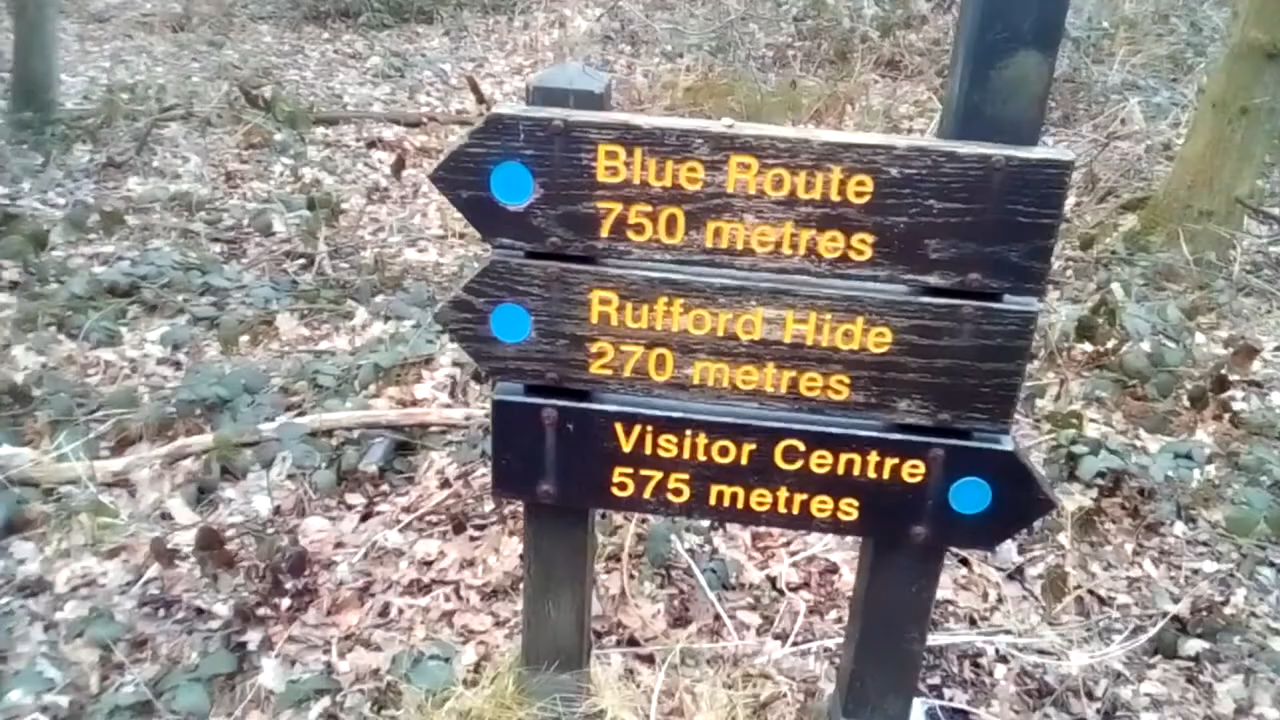 Blue Route
750 metres
Rufford Hide
270 metres
Visitor Centre
575 metres